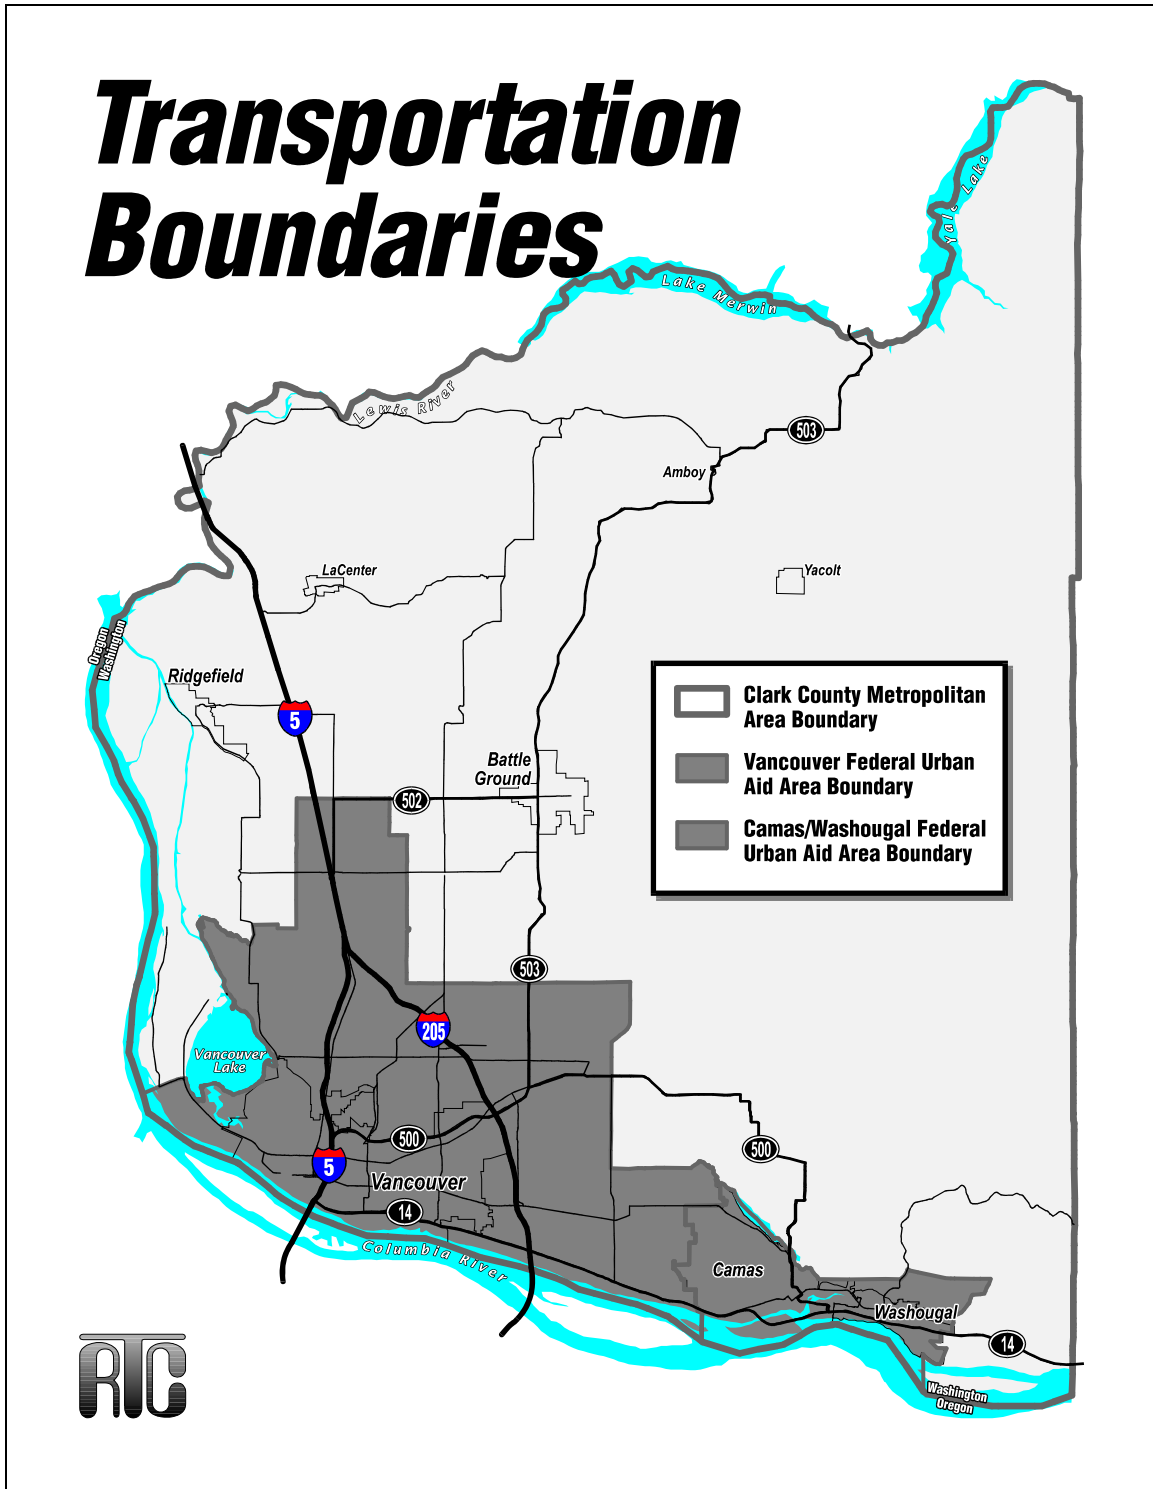 Transportation
Boundaries
Yale Lake
Lake Merwin
Lewis River
503
Amboy
LaCenter
Yacolt
Oregon
Washington
Ridgefield
5
Clark County Metropolitan
Area Boundary
Vancouver Federal Urban
Aid Area Boundary
Camas/Washougal Federal
Urban Aid Area Boundary
Battle
Ground
502
503
205
Vancouver
Lake
500
500
5
Vancouver
14
Columbia River
Camas
Washougal
14
Washington
Oregon
RTC